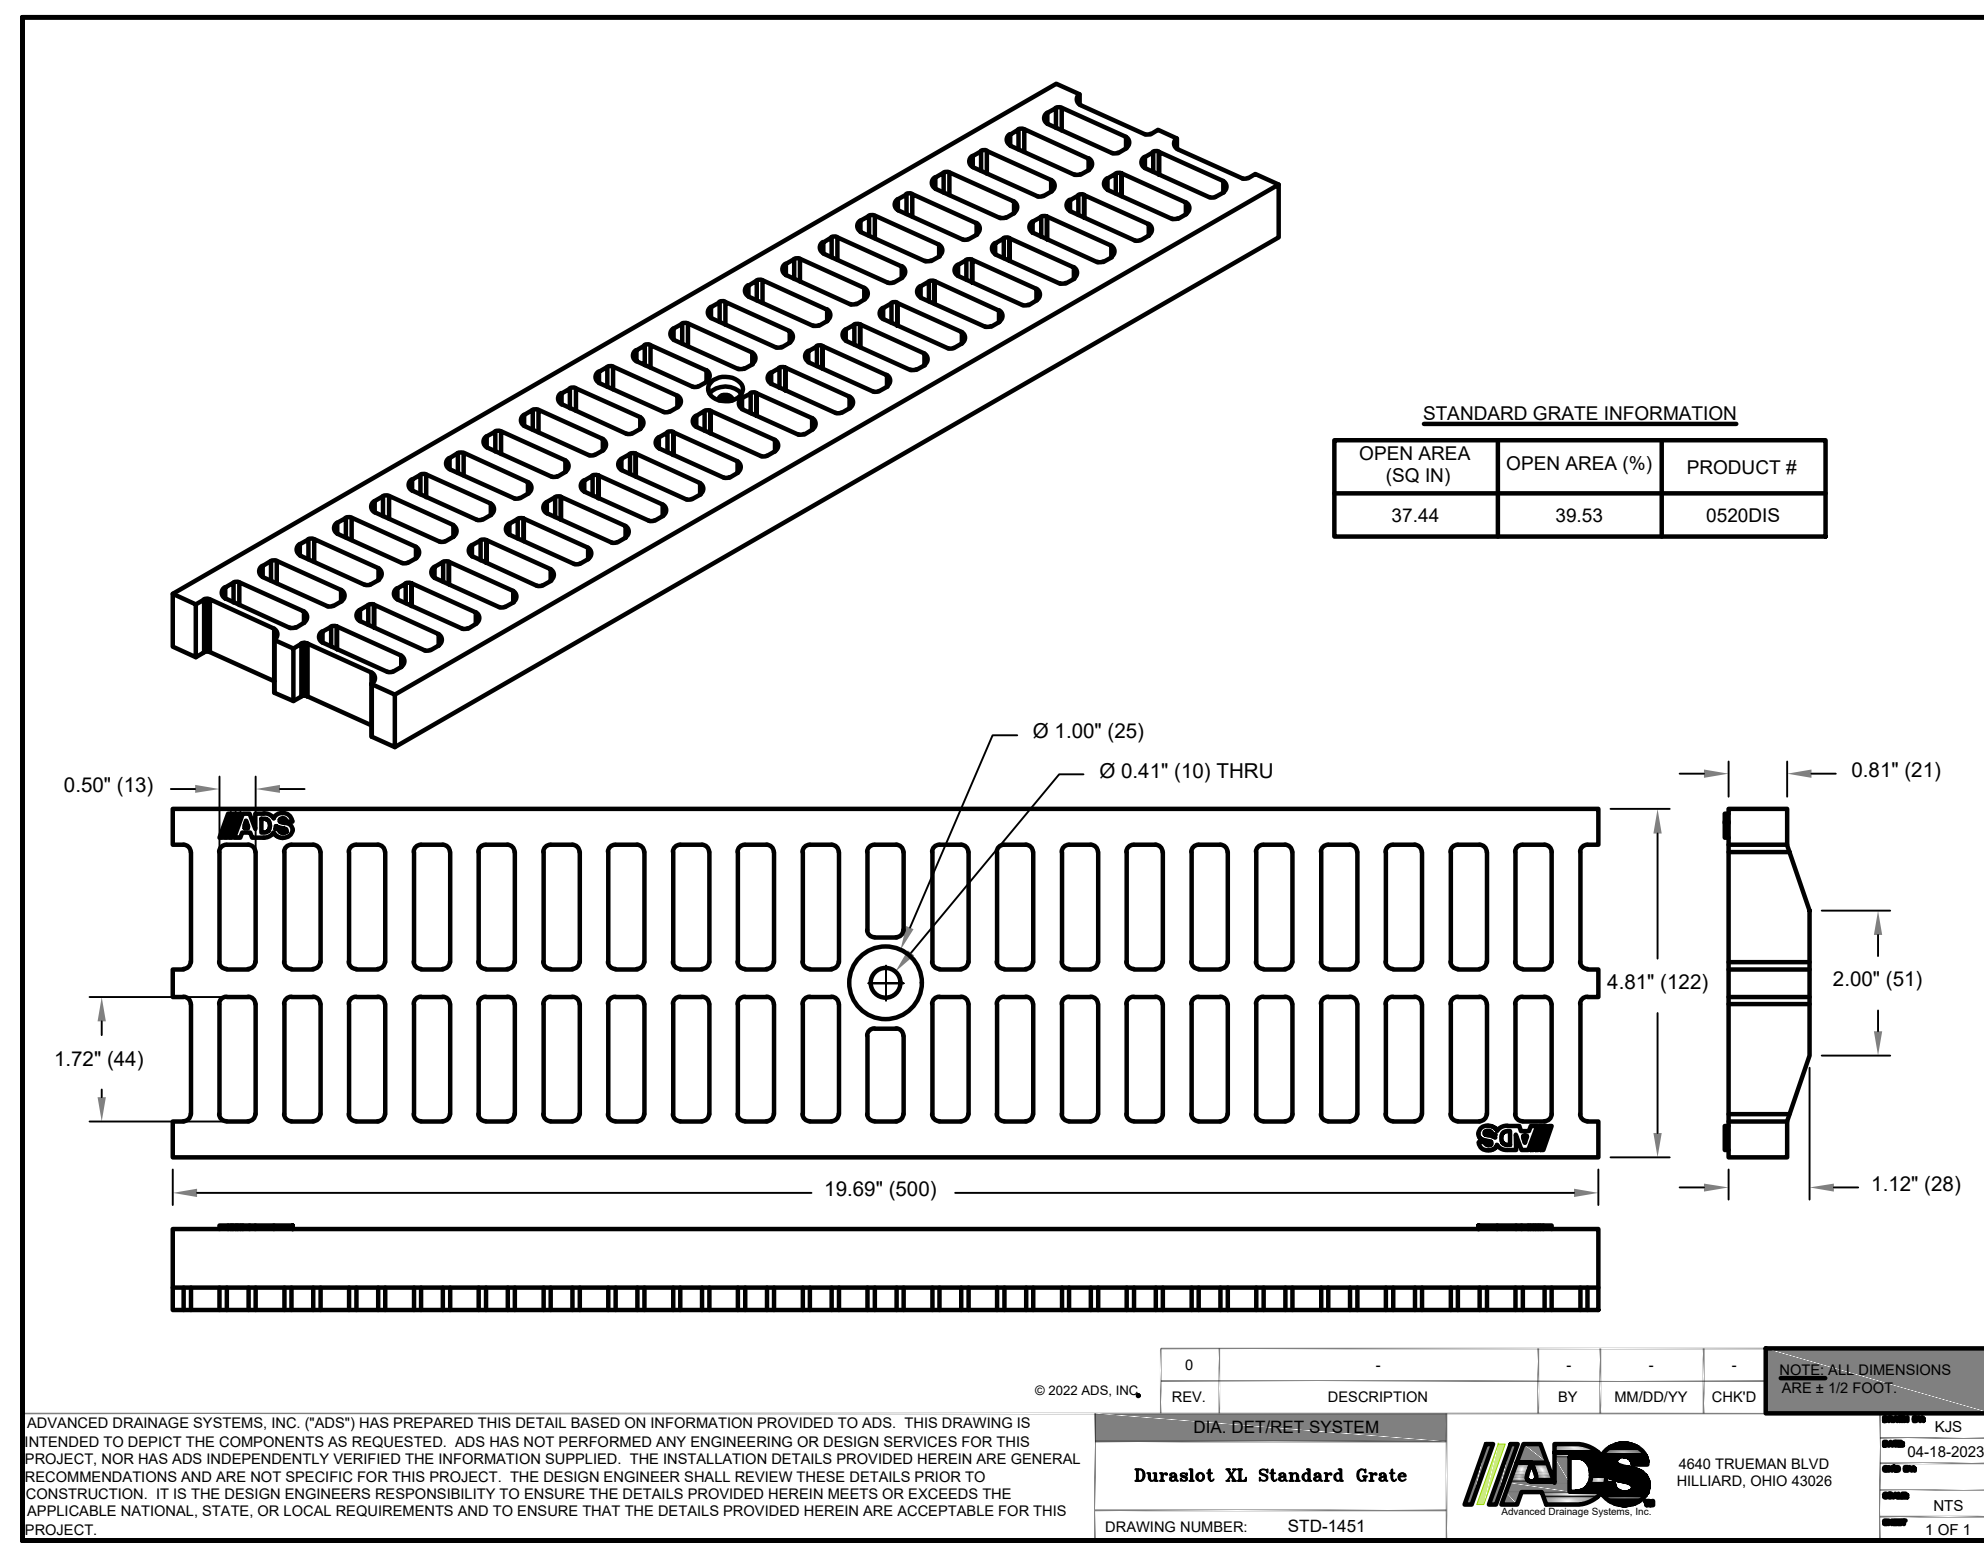 STANDARD GRATE INFORMATION
OPEN AREA (SQ IN)
OPEN AREA (%)
PRODUCT #
37.44
39.53
0520DIS
Ø 1.00" (25)
Ø 0.41" (10) THRU
0.50" (13)
0.81" (21)
ADS
4.81" (122)
2.00" (51)
1.72" (44)
ADS
19.69" (500)
1.12" (28)
0 - - - -
REV. DESCRIPTION BY MM/DD/YY CHK'D
NOTE: ALL DIMENSIONS
ARE ± 1/2 FOOT.
© 2022 ADS, INC.
ADVANCED DRAINAGE SYSTEMS, INC. ("ADS") HAS PREPARED THIS DETAIL BASED ON INFORMATION PROVIDED TO ADS. THIS DRAWING IS
INTENDED TO DEPICT THE COMPONENTS AS REQUESTED. ADS HAS NOT PERFORMED ANY ENGINEERING OR DESIGN SERVICES FOR THIS
PROJECT, NOR HAS ADS INDEPENDENTLY VERIFIED THE INFORMATION SUPPLIED. THE INSTALLATION DETAILS PROVIDED HEREIN ARE GENERAL
RECOMMENDATIONS AND ARE NOT SPECIFIC FOR THIS PROJECT. THE DESIGN ENGINEER SHALL REVIEW THESE DETAILS PRIOR TO
CONSTRUCTION. IT IS THE DESIGN ENGINEERS RESPONSIBILITY TO ENSURE THE DETAILS PROVIDED HEREIN MEETS OR EXCEEDS THE
APPLICABLE NATIONAL, STATE, OR LOCAL REQUIREMENTS AND TO ENSURE THAT THE DETAILS PROVIDED HEREIN ARE ACCEPTABLE FOR THIS
PROJECT.
DIA. DET/RET SYSTEM
Duraslot XL Standard Grate
DRAWING NUMBER: STD-1451
ADS
Advanced Drainage Systems, Inc.
4640 TRUEMAN BLVD
HILLIARD, OHIO 43026
KJS
04-18-2023
NTS
1 OF 1